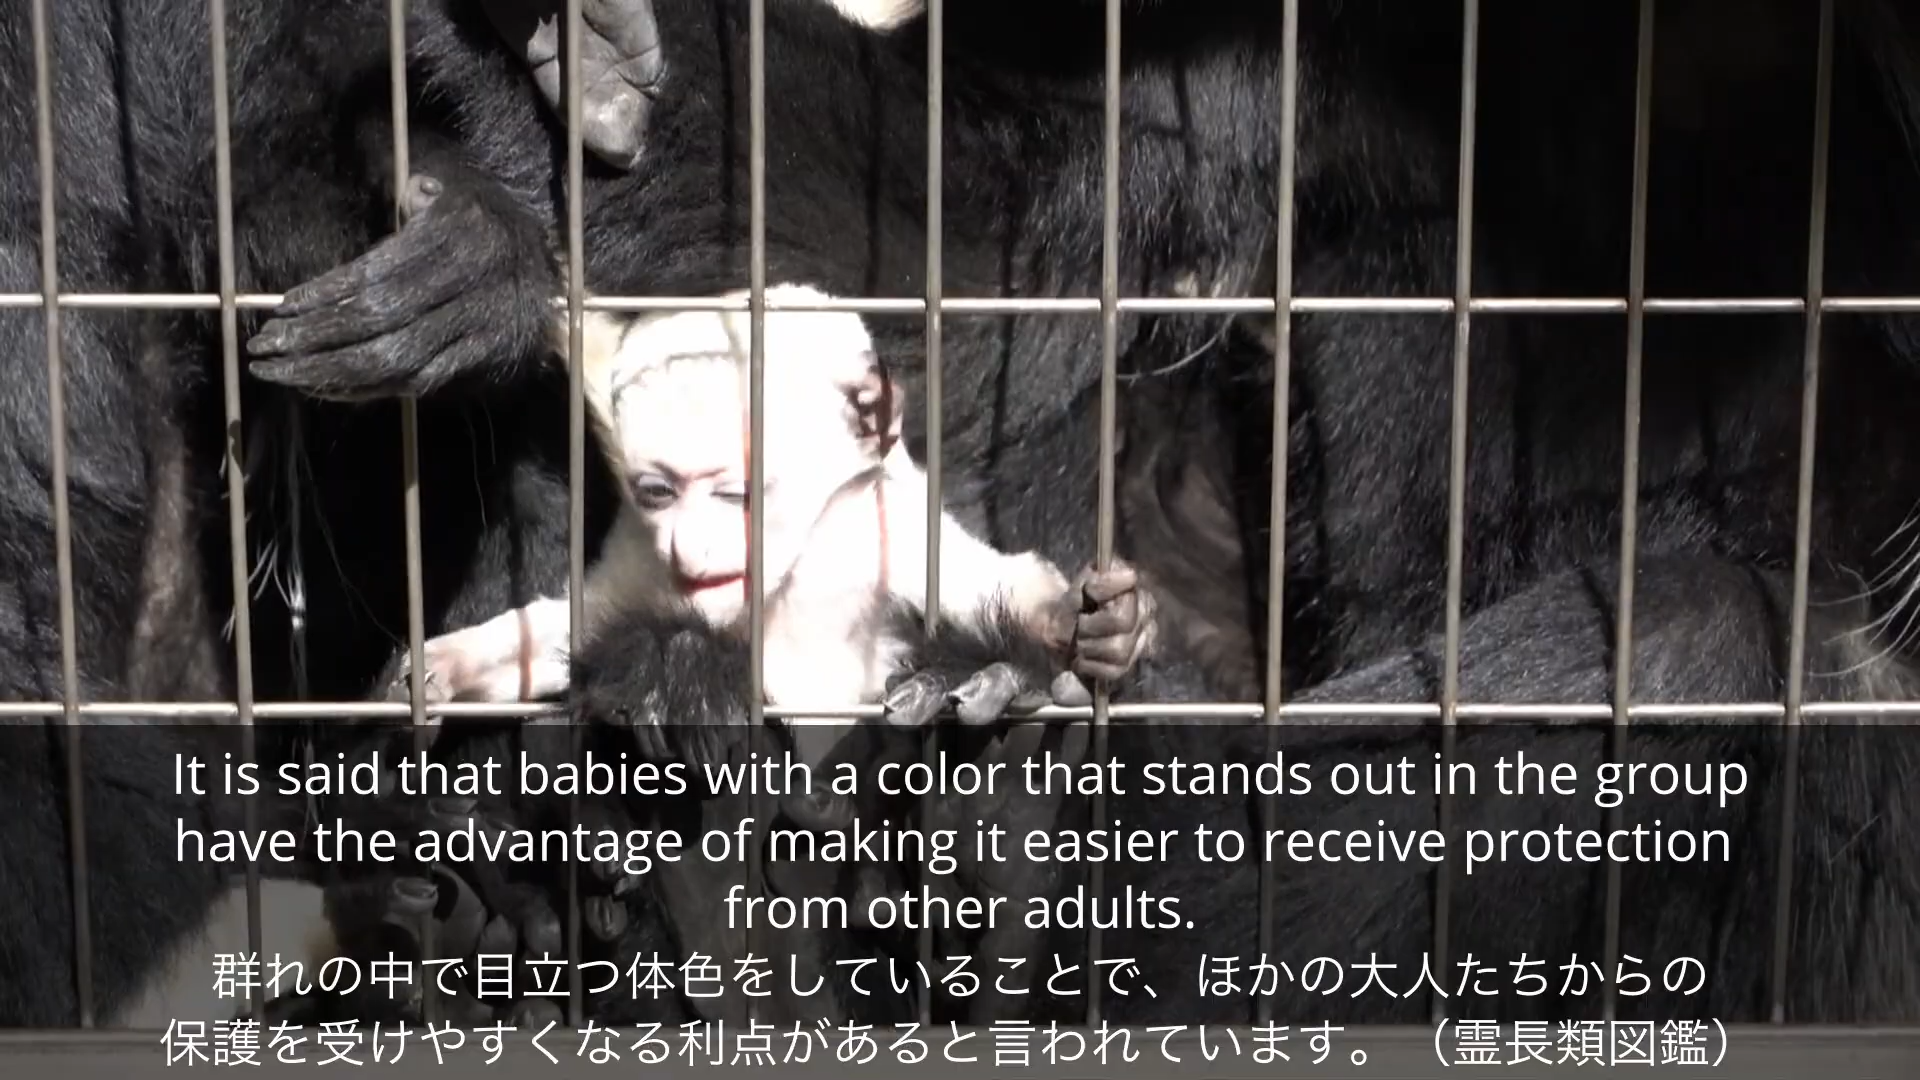 It is said that babies with a color that stands out in the group
have the advantage of making it easier to receive protection
from other adults.
群れの中で目立つ体色をしていることで、ほかの大人たちからの
保護を受けやすくなる利点があると言われています。（霊長類図鑑）